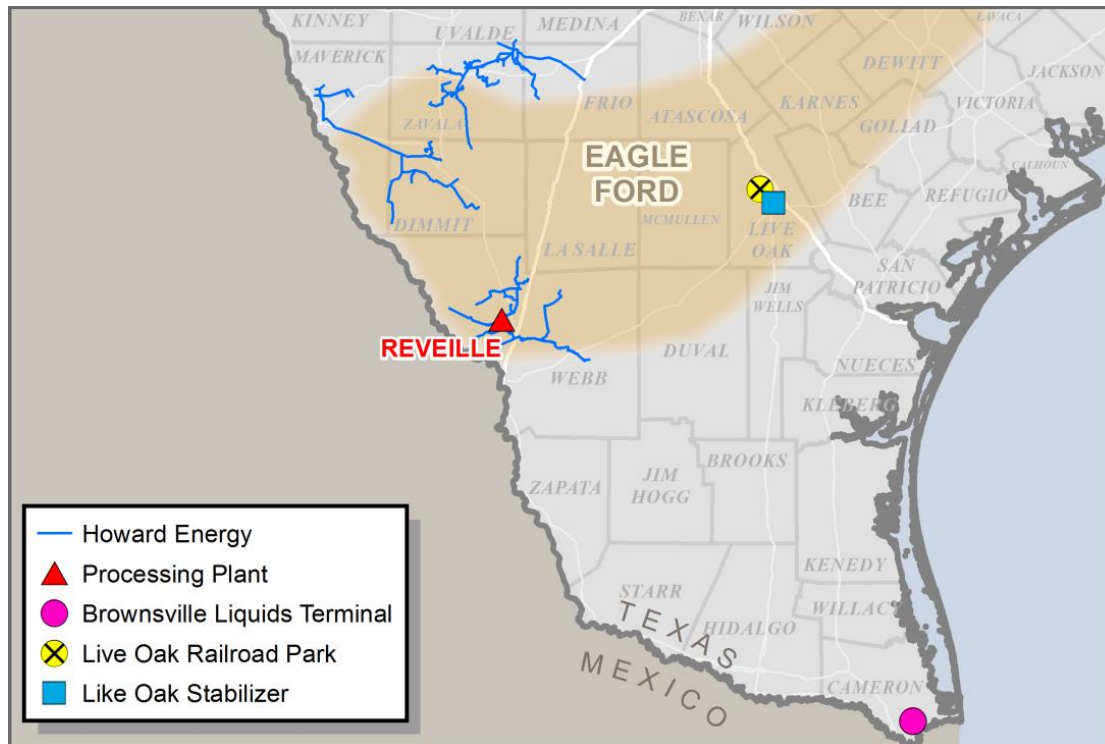 KINNEY
UVALDE
MEDINA
BEXAR
WILSON
LAVACA
MAVERICK
DEWITT
JACKSON
ZAVALA
FRIO
ATASCOSA
KARNES
VICTORIA
GOLIAD
CALHOUN
EAGLE
FORD
DIMMIT
LA SALLE
MCMULLEN
LIVE
OAK
BEE
REFUGIO
SAN
PATRICIO
JIM
WELLS
REVEILLE
WEBB
DUVAL
NUECES
KLEBERG
ZAPATA
JIM
HOGG
BROOKS
KENEDY
STARR
HIDALGO
WILLACY
TEXAS
MEXICO
CAMERON
Howard Energy
Processing Plant
Brownsville Liquids Terminal
Live Oak Railroad Park
Like Oak Stabilizer